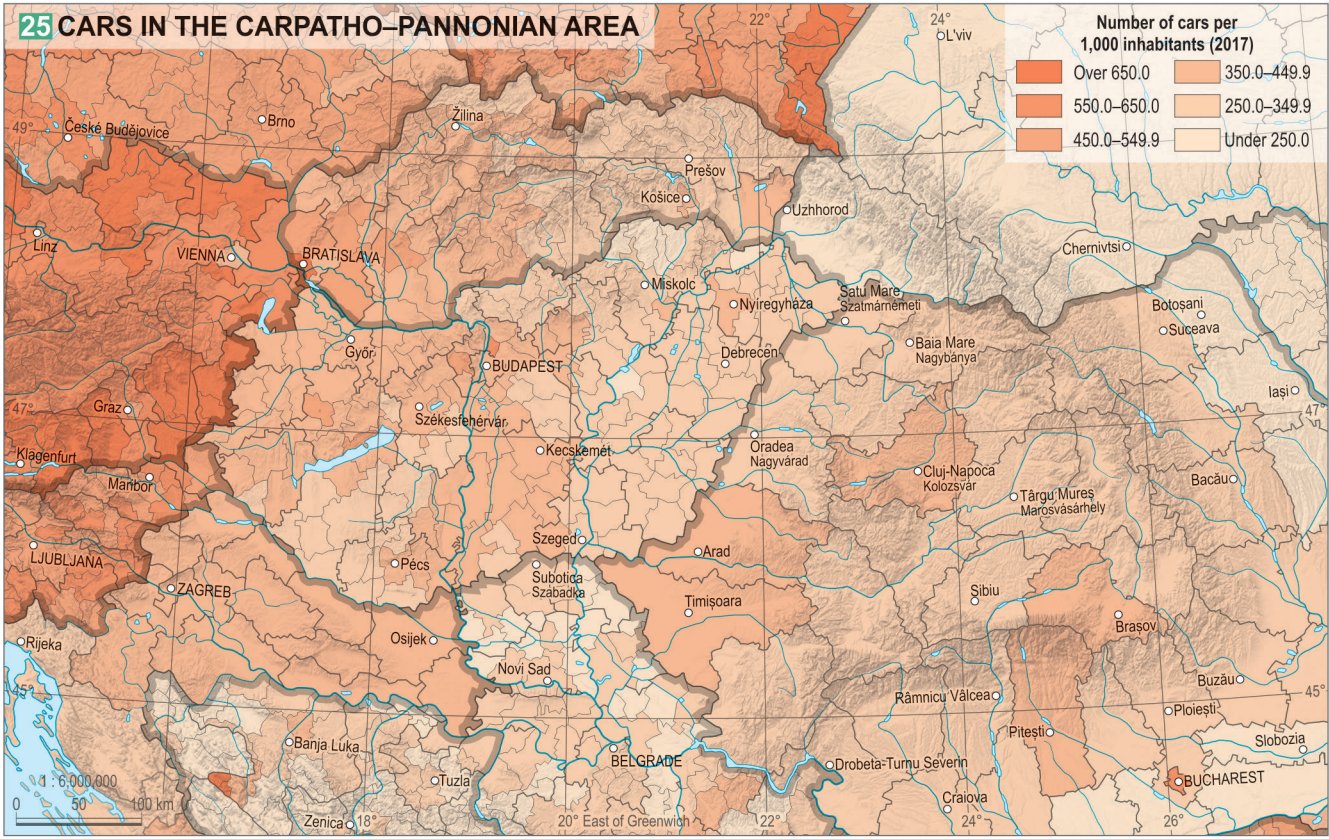 25 CARS IN THE CARPATHO–PANNONIAN AREA
Number of cars per
1,000 inhabitants (2017)
Over 650.0
550.0–650.0
450.0–549.9
350.0–449.9
250.0–349.9
Under 250.0
22°
24°
L'viv
49°
České Budějovice
Brno
Žilina
Prešov
Košice
Uzhhorod
Linz
VIENNA
BRATISLAVA
Chernivtsi
Miskolc
Nyíregyháza
Satu Mare
Szatmárnémeti
Botoșani
Suceava
Győr
BUDAPEST
Debrecen
Baia Mare
Nagybánya
Iași
47°
Graz
Székesfehérvár
47°
Klagenfurt
Maribor
Kecskemét
Oradea
Nagyvárad
Cluj-Napoca
Kolozsvár
Bacău
Târgu Mureș
Marosvásárhely
LJUBLJANA
Szeged
Arad
Pécs
ZAGREB
Subotica
Szabadka
Timișoara
Sibiu
Brașov
Rijeka
Osijek
Novi Sad
45°
Râmnicu Vâlcea
Buzău
45°
Ploiești
Banja Luka
BELGRADE
Pitești
Slobozia
Tuzla
Drobeta-Turnu Severin
BUCHAREST
1 : 6,000,000
0 50 100 km
Craiova
Zenica
18°
20° East of Greenwich
22°
24°
26°